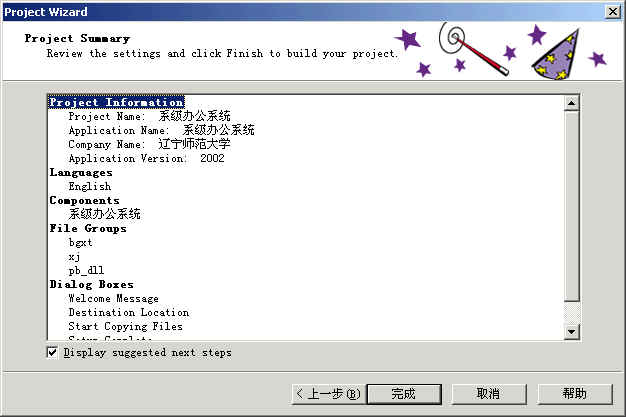 Project Wizard
Project Summary
Review the settings and click Finish to build your project.
Project Information
Project Name: 系级办公系统
Application Name: 系级办公系统
Company Name: 辽宁师范大学
Application Version: 2002
Languages
English
Components
系级办公系统
File Groups
bgxt
xj
pb_dll
Dialog Boxes
Welcome Message
Destination Location
Start Copying Files
Display suggested next steps
< 上一步(B)
完成
取消
帮助